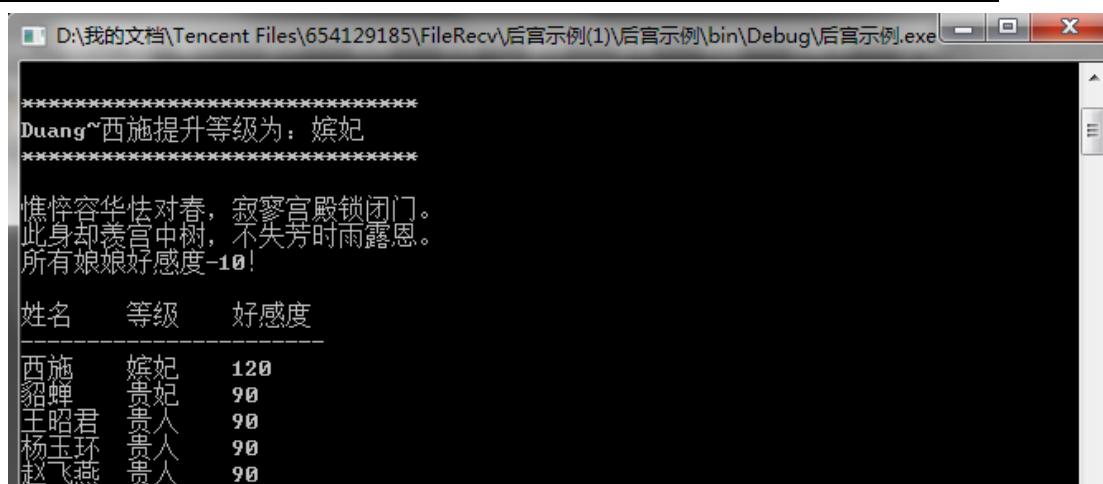 D:\我的文档\Tencent Files\654129185\FileRecv\后宫示例(1)\后宫示例\bin\Debug\后宫示例.exe
******************************
Duang~西施提升等级为：嫔妃
******************************
憔悴容华怯对春，寂寥宫殿锁闭门。
此身却羡宫中树，不失芳时雨露恩。
所有娘娘好感度-10!
姓名 等级 好感度
-----------------------
西施 嫔妃 120
貂蝉 贵妃 90
王昭君 贵人 90
杨玉环 贵人 90
赵飞燕 贵人 90